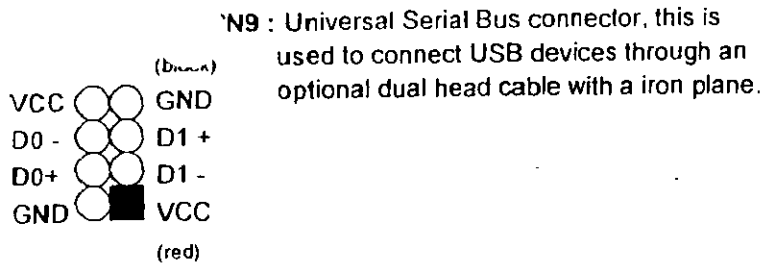 : Universal Serial Bus connector, this is
used to connect USB devices through an
optional dual head cable with a iron plane.
VCC GND
D0 - D1 +
D0+ D1 -
GND VCC
(red)